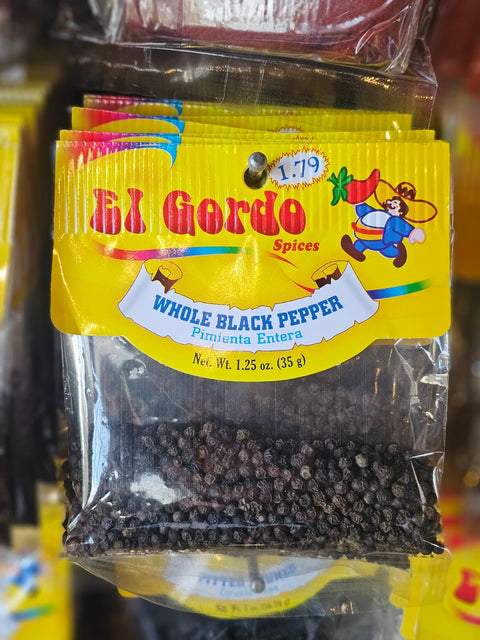 1.79
El Gordo
Spices
WHOLE BLACK PEPPER
Pimienta Entera
Net. Wt. 1.25 oz. (35 g)